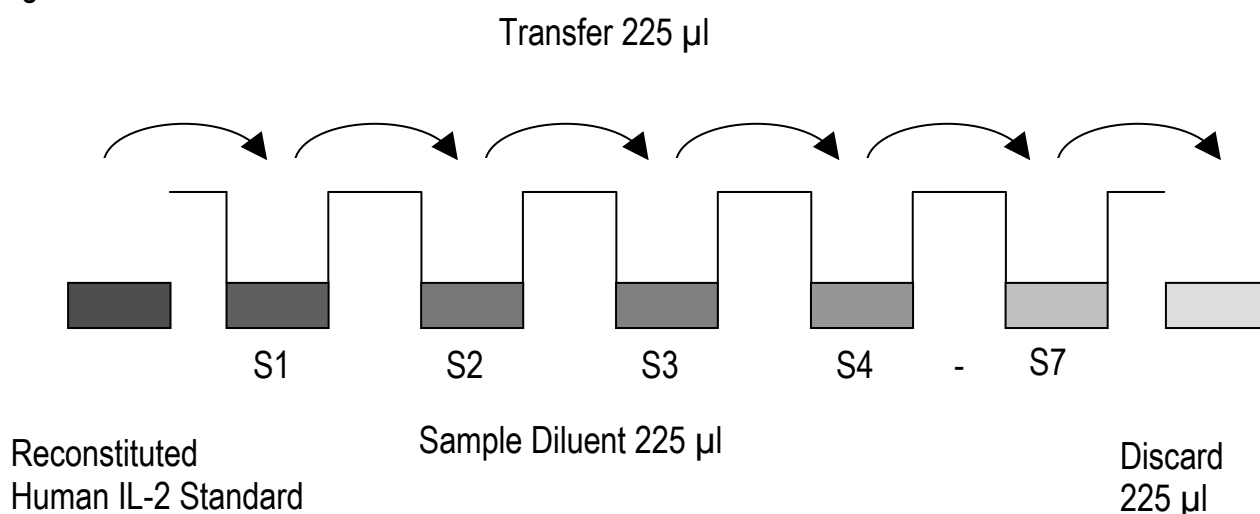 Transfer 225 µl
S1 S2 S3 S4 - S7
Reconstituted
Human IL-2 Standard
Sample Diluent 225 µl
Discard
225 µl